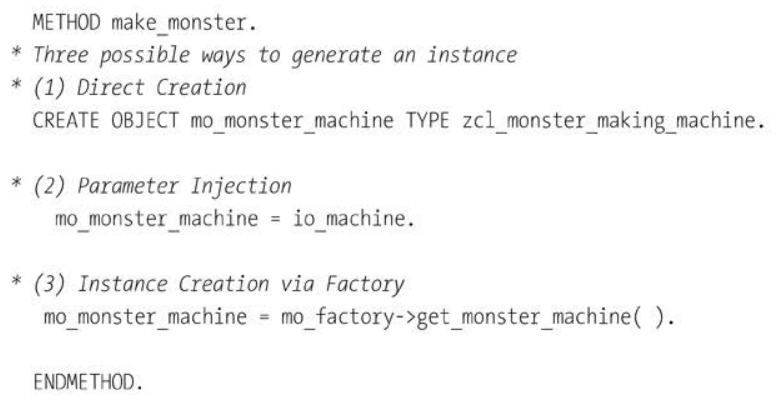 METHOD make_monster.
* Three possible ways to generate an instance
* (1) Direct Creation
CREATE OBJECT mo_monster_machine TYPE zcl_monster_making_machine.
* (2) Parameter Injection
mo_monster_machine = io_machine.
* (3) Instance Creation via Factory
mo_monster_machine = mo_factory->get_monster_machine( ).
ENDMETHOD.